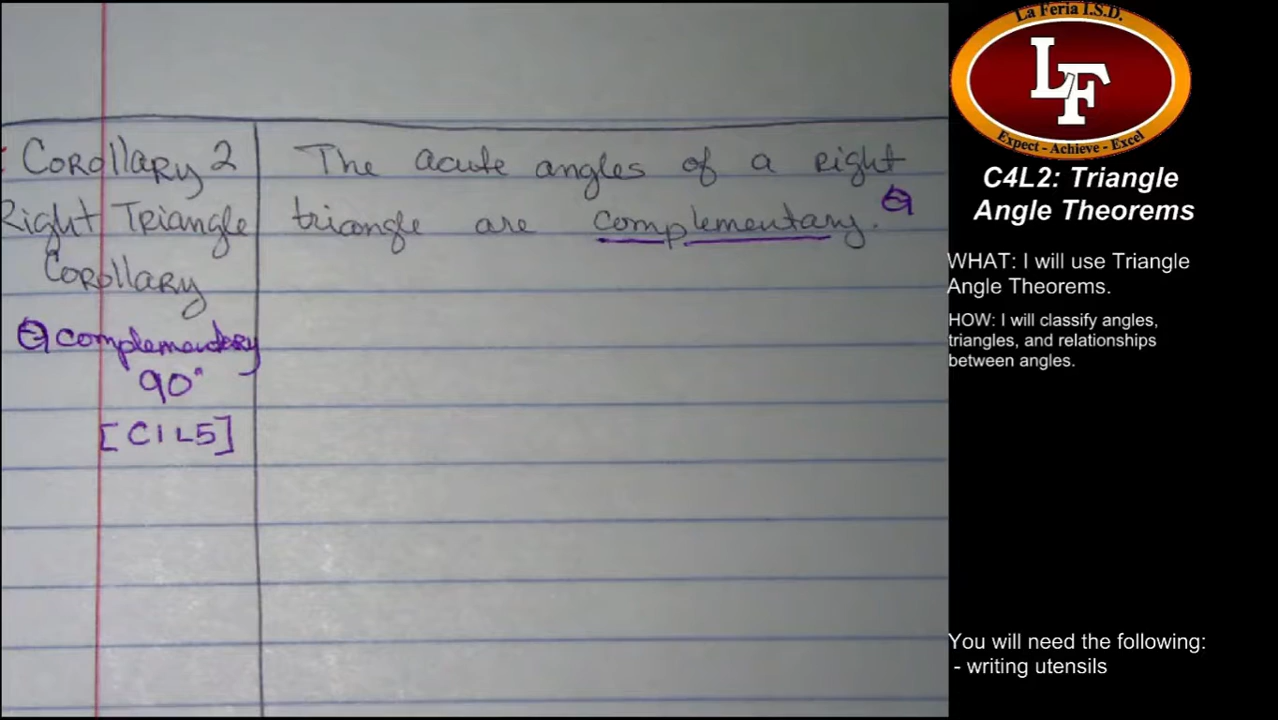 Corollary 2
Right Triangle
Corollary
complementary
90°
[C1L5]
The acute angles of a Right
triangle are complementary.
La Feria I.S.D.
LF
Expect - Achieve - Excel
C4L2: Triangle
Angle Theorems
WHAT: I will use Triangle
Angle Theorems.
HOW: I will classify angles,
triangles, and relationships
between angles.
You will need the following:
- writing utensils